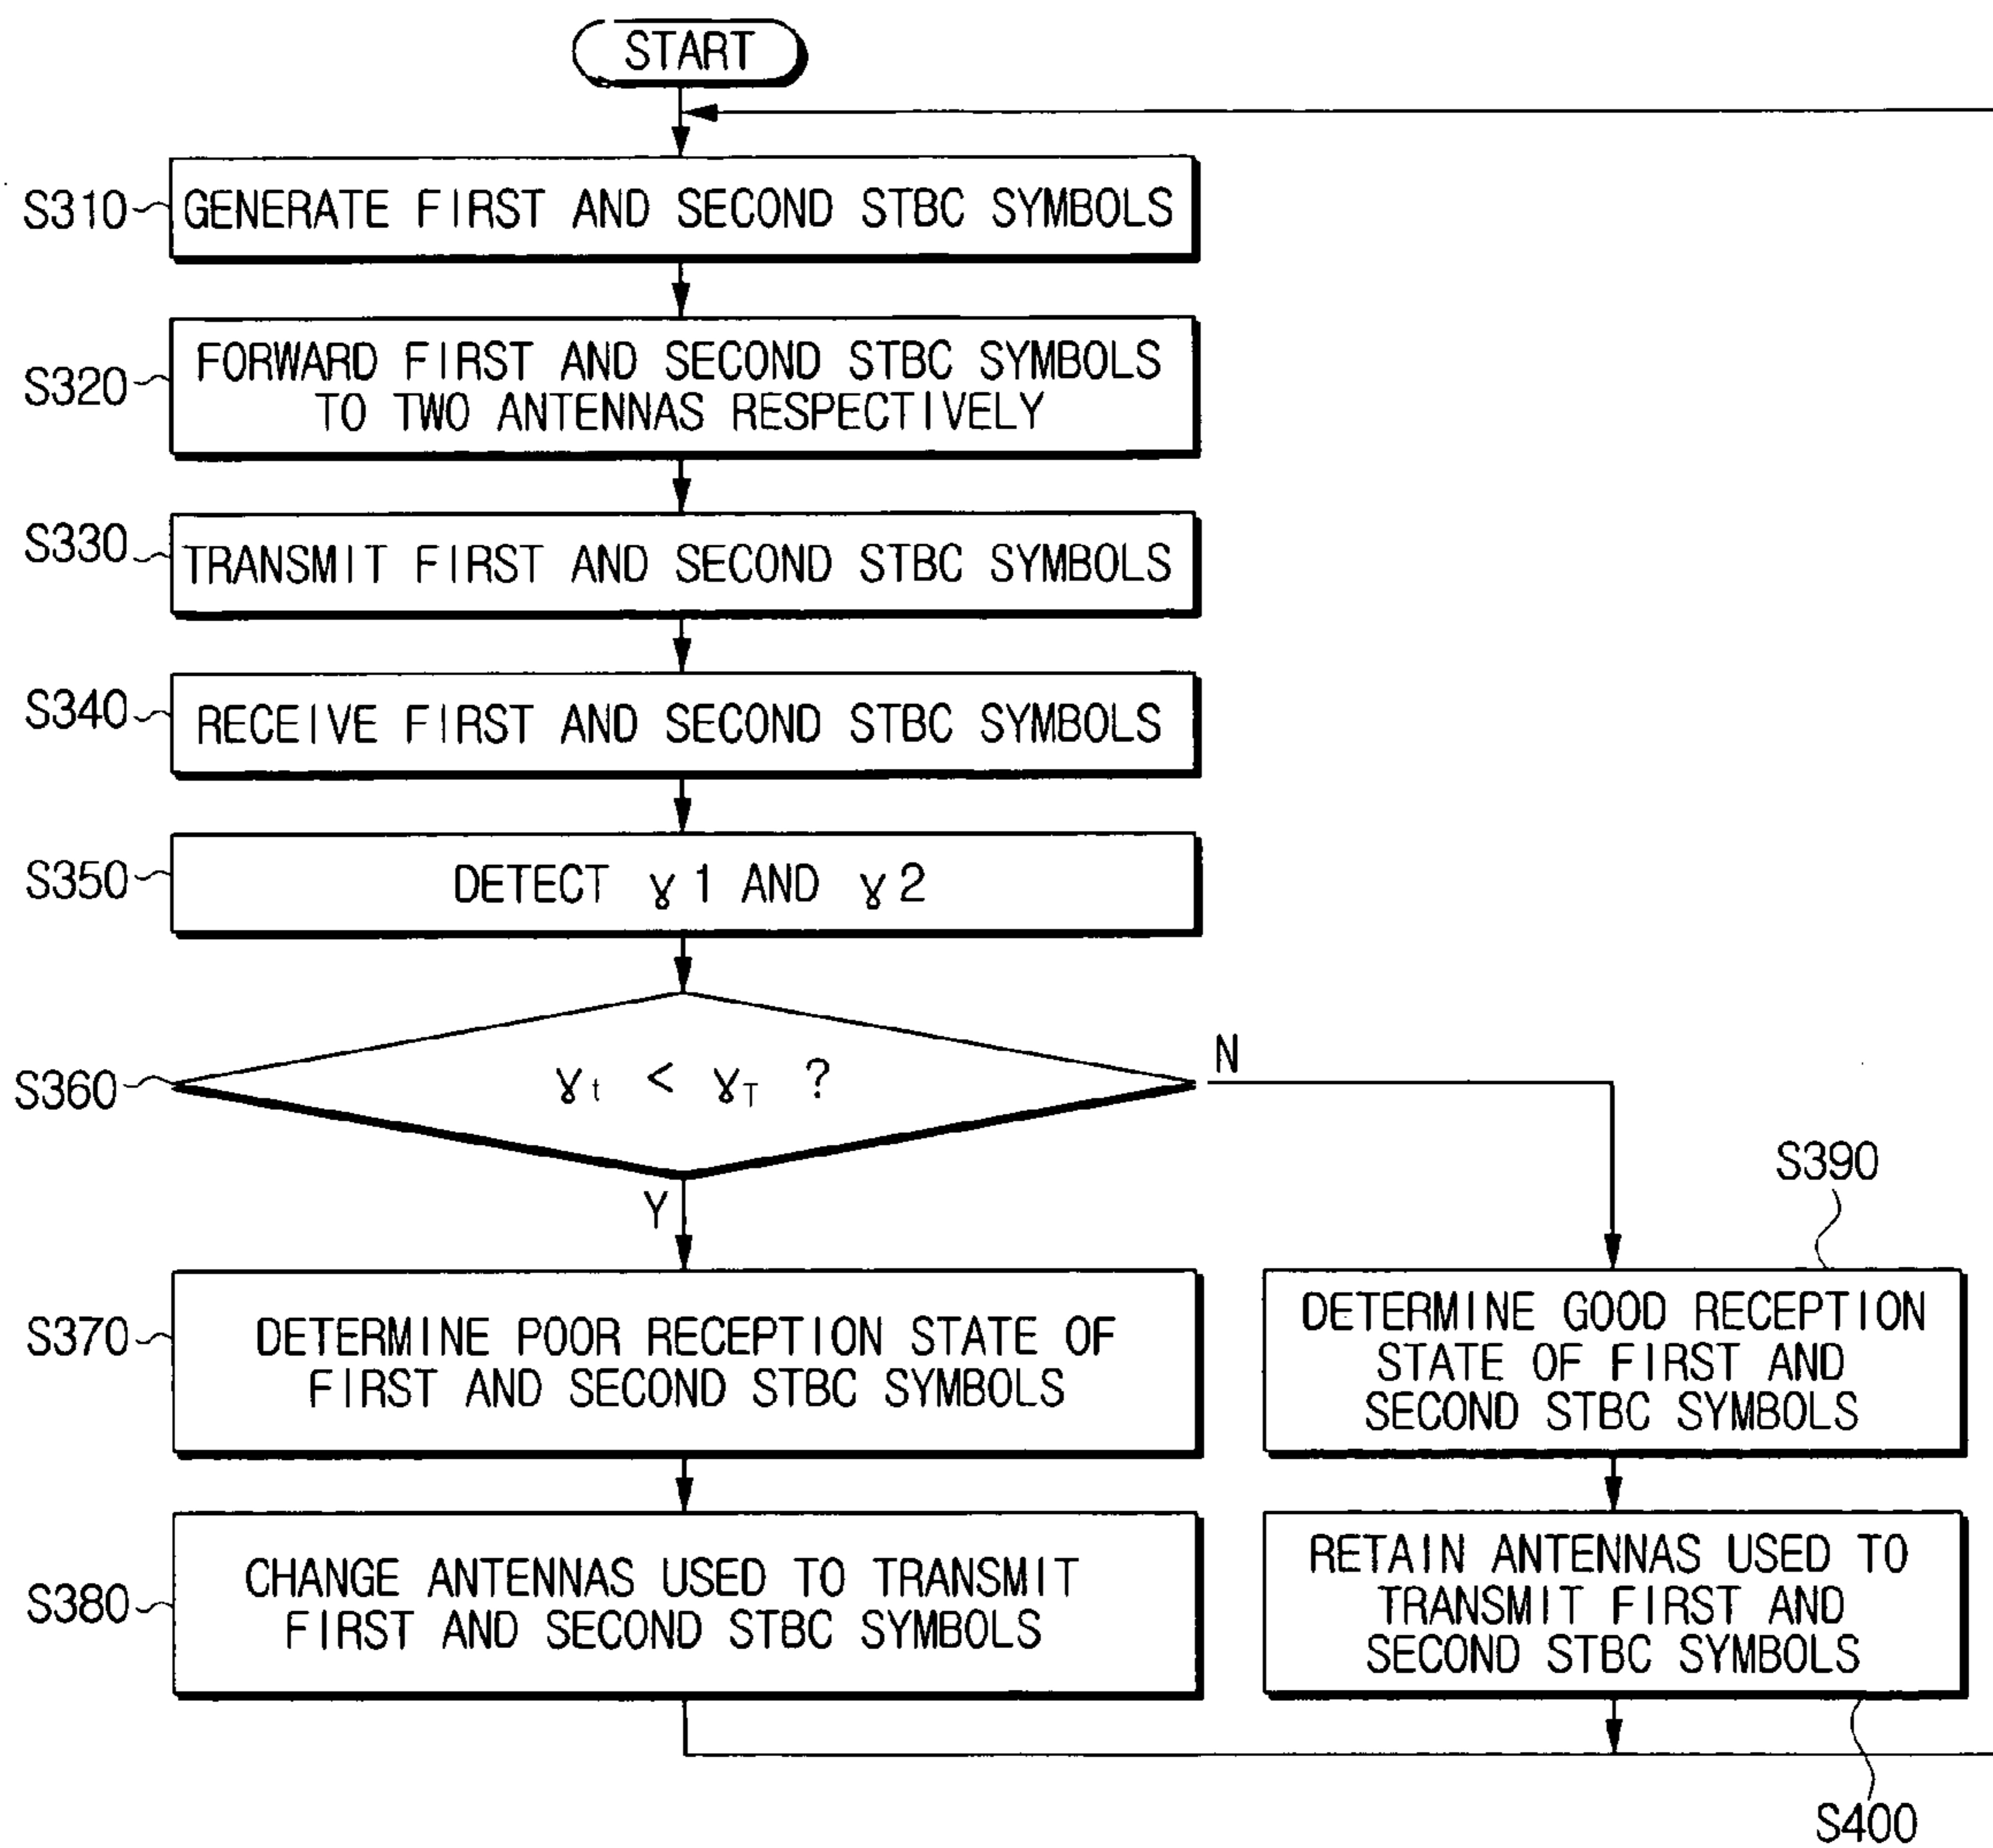 START
S310
GENERATE FIRST AND SECOND STBC SYMBOLS
S320
FORWARD FIRST AND SECOND STBC SYMBOLS
TO TWO ANTENNAS RESPECTIVELY
S330
TRANSMIT FIRST AND SECOND STBC SYMBOLS
S340
RECEIVE FIRST AND SECOND STBC SYMBOLS
S350
DETECT γ1 AND γ2
S360
γt < γT ?
N
Y
S370
DETERMINE POOR RECEPTION STATE OF
FIRST AND SECOND STBC SYMBOLS
S380
CHANGE ANTENNAS USED TO TRANSMIT
FIRST AND SECOND STBC SYMBOLS
S390
DETERMINE GOOD RECEPTION
STATE OF FIRST AND
SECOND STBC SYMBOLS
RETAIN ANTENNAS USED TO
TRANSMIT FIRST AND
SECOND STBC SYMBOLS
S400